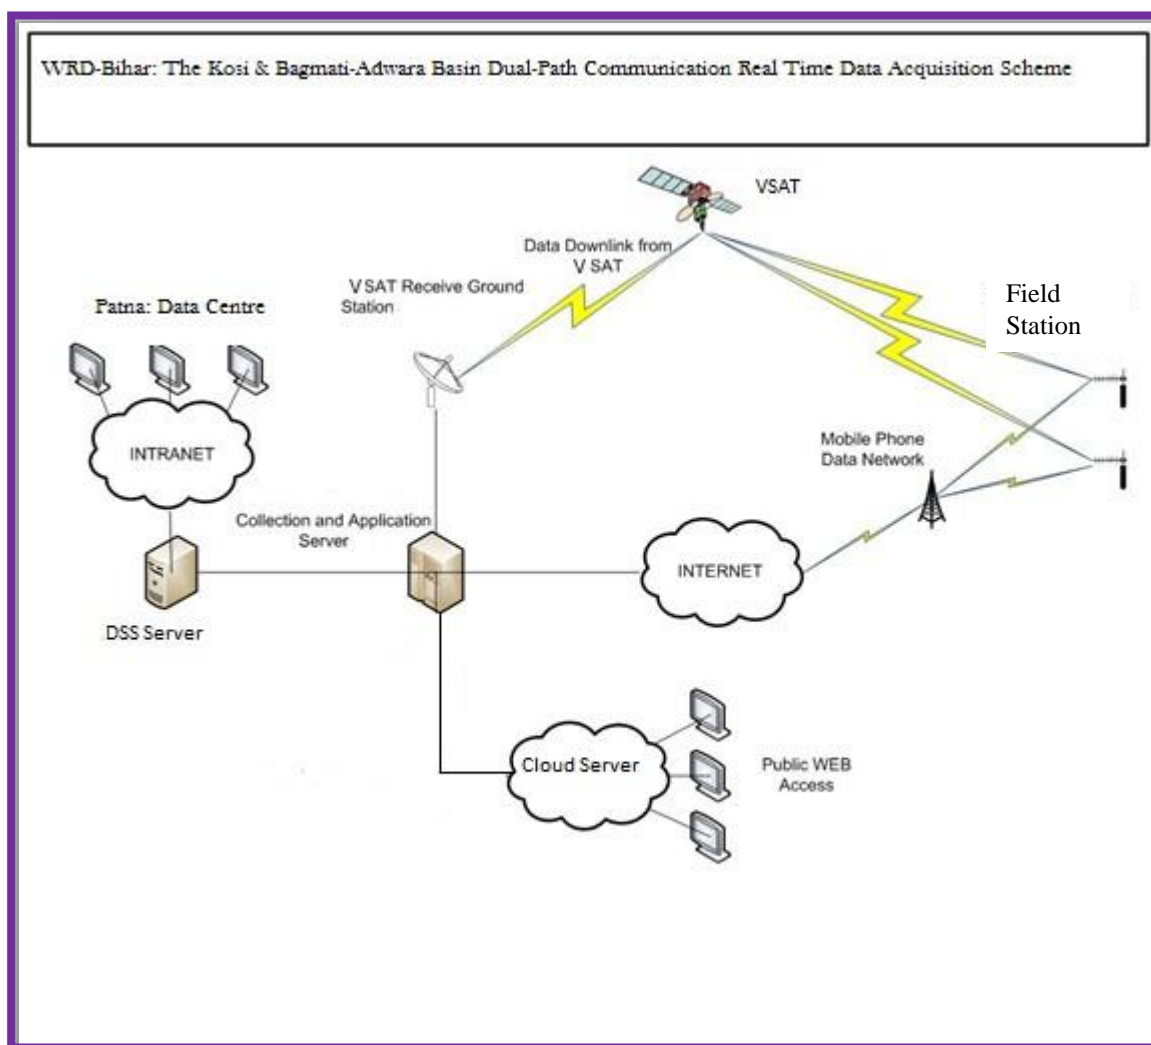 WRD-Bihar: The Kosi & Bagmati-Adwara Basin Dual-Path Communication Real Time Data Acquisition Scheme
VSAT
Data Downlink from
V SAT
V SAT Receive Ground
Station
Field
Station
Patna: Data Centre
INTRANET
Mobile Phone
Data Network
Collection and Application
Server
INTERNET
DSS Server
Cloud Server
Public WEB
Access